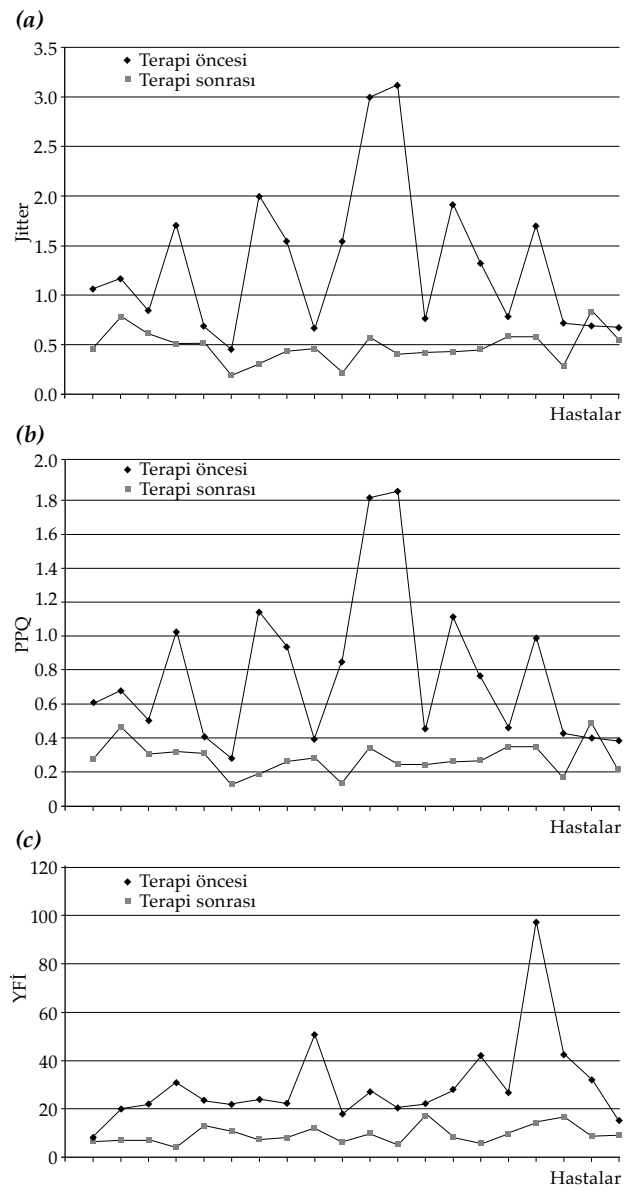 (a)
3.5
Terapi öncesi
Terapi sonrası
3.0
2.5
2.0
Jitter
1.5
1.0
0.5
0.0
Hastalar
(b)
2.0
Terapi öncesi
1.8
Terapi sonrası
1.6
1.4
1.2
PPQ
1.0
0.8
0.6
0.4
0.2
0
Hastalar
(c)
120
Terapi öncesi
Terapi sonrası
100
80
YFİ
60
40
20
0
Hastalar